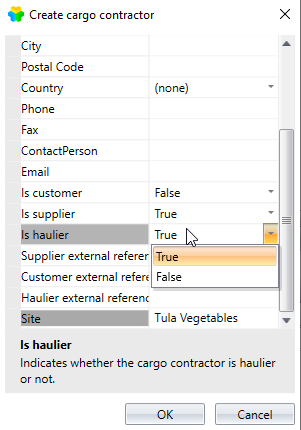 Create cargo contractor
City
Postal Code
Country (none)
Phone
Fax
ContactPerson
Email
Is customer False
Is supplier True
Is haulier True
Supplier external referen True
Customer external refere False
Haulier external referenc
Site Tula Vegetables
Is haulier
Indicates whether the cargo contractor is haulier
or not.
OK Cancel